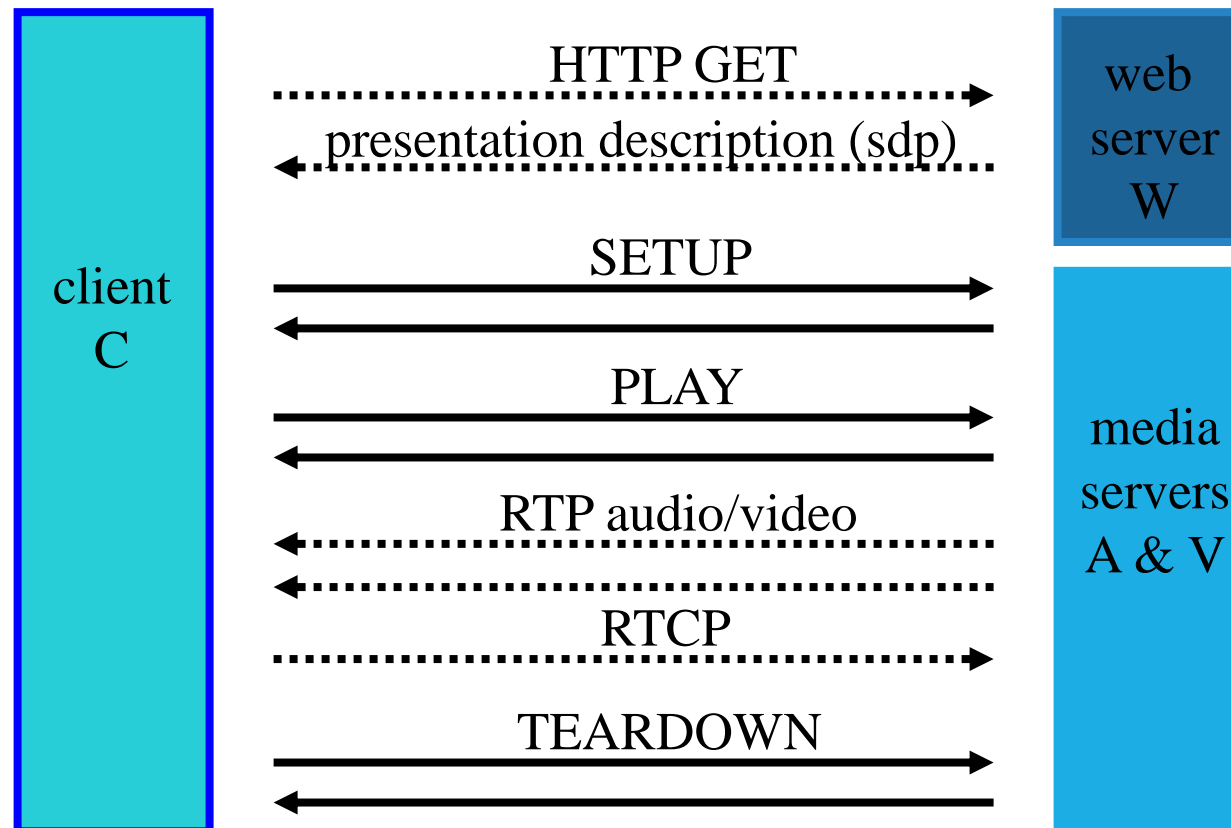 HTTP GET
presentation description (sdp)
web
server
W
SETUP
client
C
PLAY
media
servers
A & V
RTP audio/video
RTCP
TEARDOWN